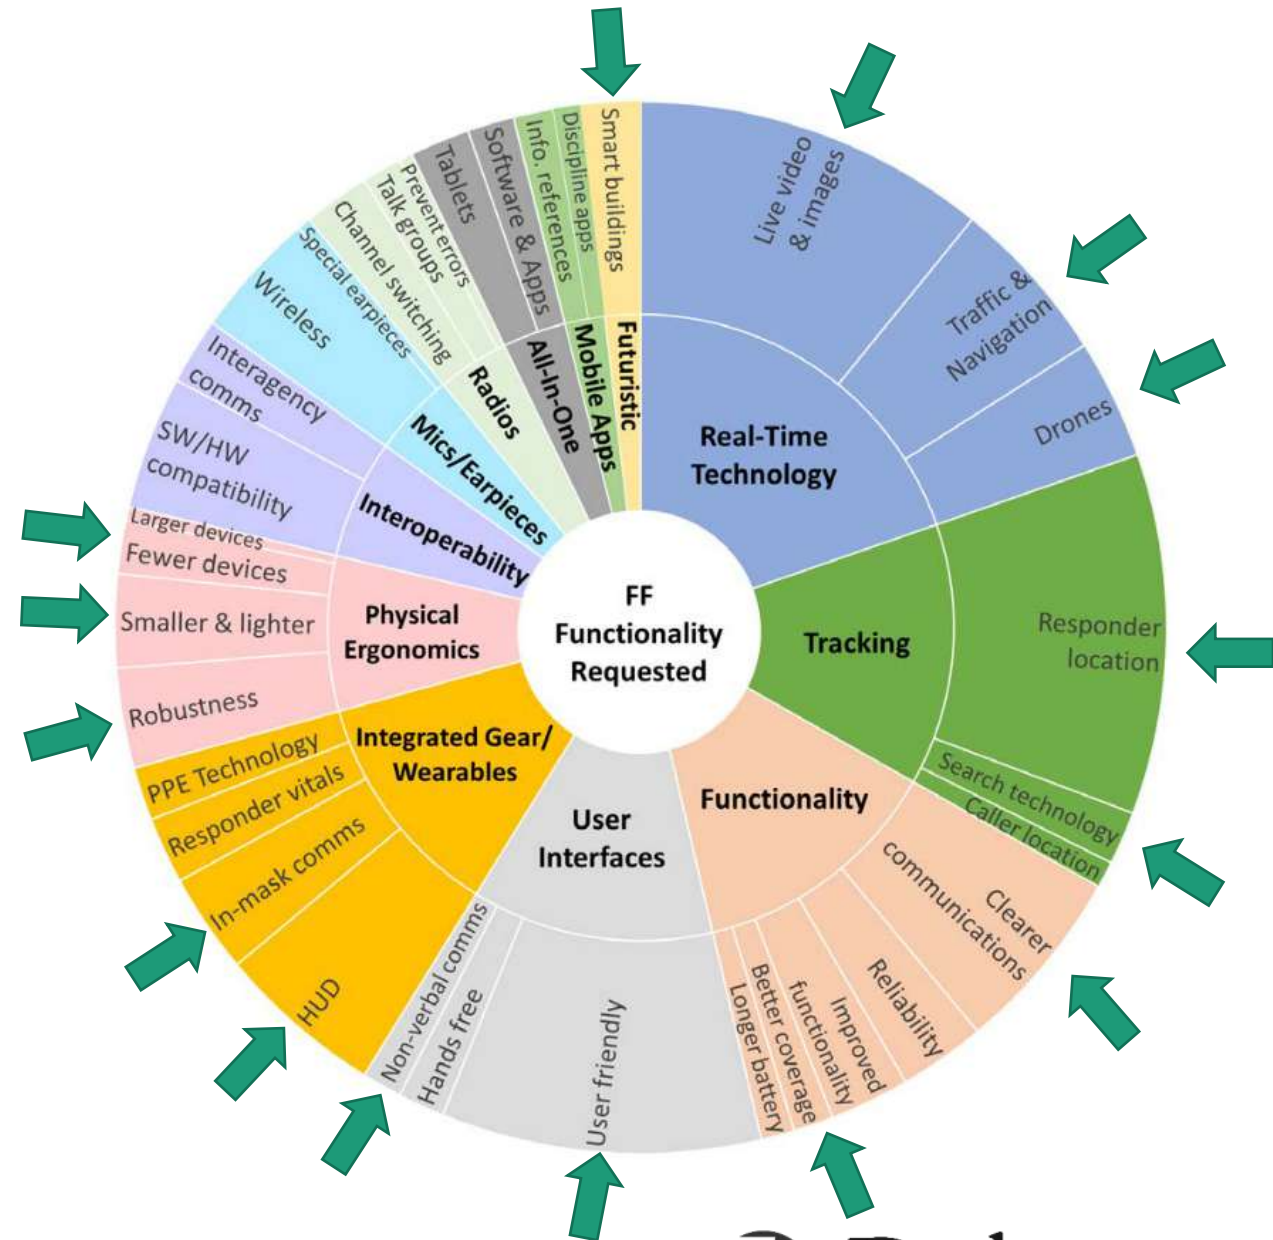 FF
Functionality
Requested
Real-Time
Technology
Live video
& images
Traffic &
Navigation
Drones
Tracking
Responder
location
Search technology
Caller location
Functionality
Clearer
communications
Reliability
Improved
functionality
Better coverage
Longer battery
User
Interfaces
User friendly
Hands free
Non-verbal comms
Integrated Gear/
Wearables
HUD
In-mask comms
Responder vitals
PPE Technology
Physical
Ergonomics
Robustness
Smaller & lighter
Fewer devices
Larger devices
Interoperability
SW/HW
compatibility
Interagency
comms
Mics/Earpieces
Wireless
Special earpieces
Radios
Channel switching
Talk groups
Prevent errors
All-In-One
Tablets
Software & Apps
Mobile Apps
Info. references
Discipline apps
Futuristic
Smart buildings